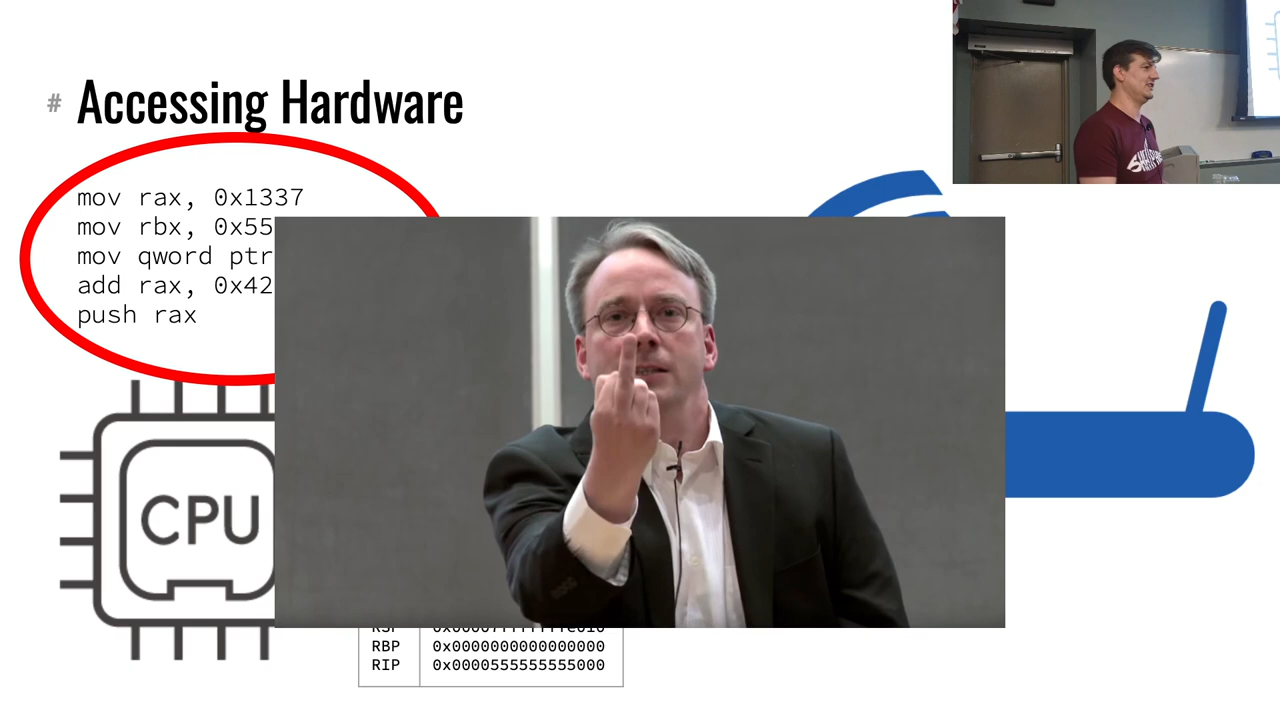 # Accessing Hardware
mov rax, 0x1337
mov rbx, 0x55
mov qword ptr
add rax, 0x42
push rax
CPU
RBP 0x0000000000000000
RIP 0x0000555555555000